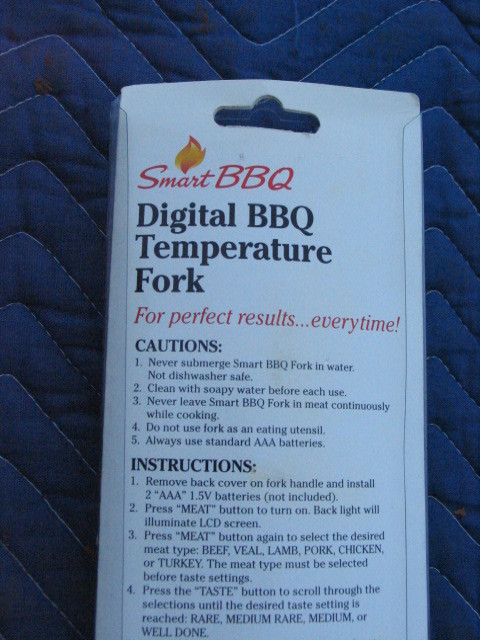 Smart BBQ
Digital BBQ
Temperature
Fork
For perfect results...everytime!
CAUTIONS:
1. Never submerge Smart BBQ Fork in water.
Not dishwasher safe.
2. Clean with soapy water before each use.
3. Never leave Smart BBQ Fork in meat continuously
while cooking.
4. Do not use fork as an eating utensil.
5. Always use standard AAA batteries.
INSTRUCTIONS:
1. Remove back cover on fork handle and install
2 “AAA” 1.5V batteries (not included).
2. Press “MEAT” button to turn on. Back light will
illuminate LCD screen.
3. Press “MEAT” button again to select the desired
meat type: BEEF, VEAL, LAMB, PORK, CHICKEN,
or TURKEY. The meat type must be selected
before taste settings.
4. Press the “TASTE” button to scroll through the
selections until the desired taste setting is
reached: RARE, MEDIUM RARE, MEDIUM, or
WELL DONE.